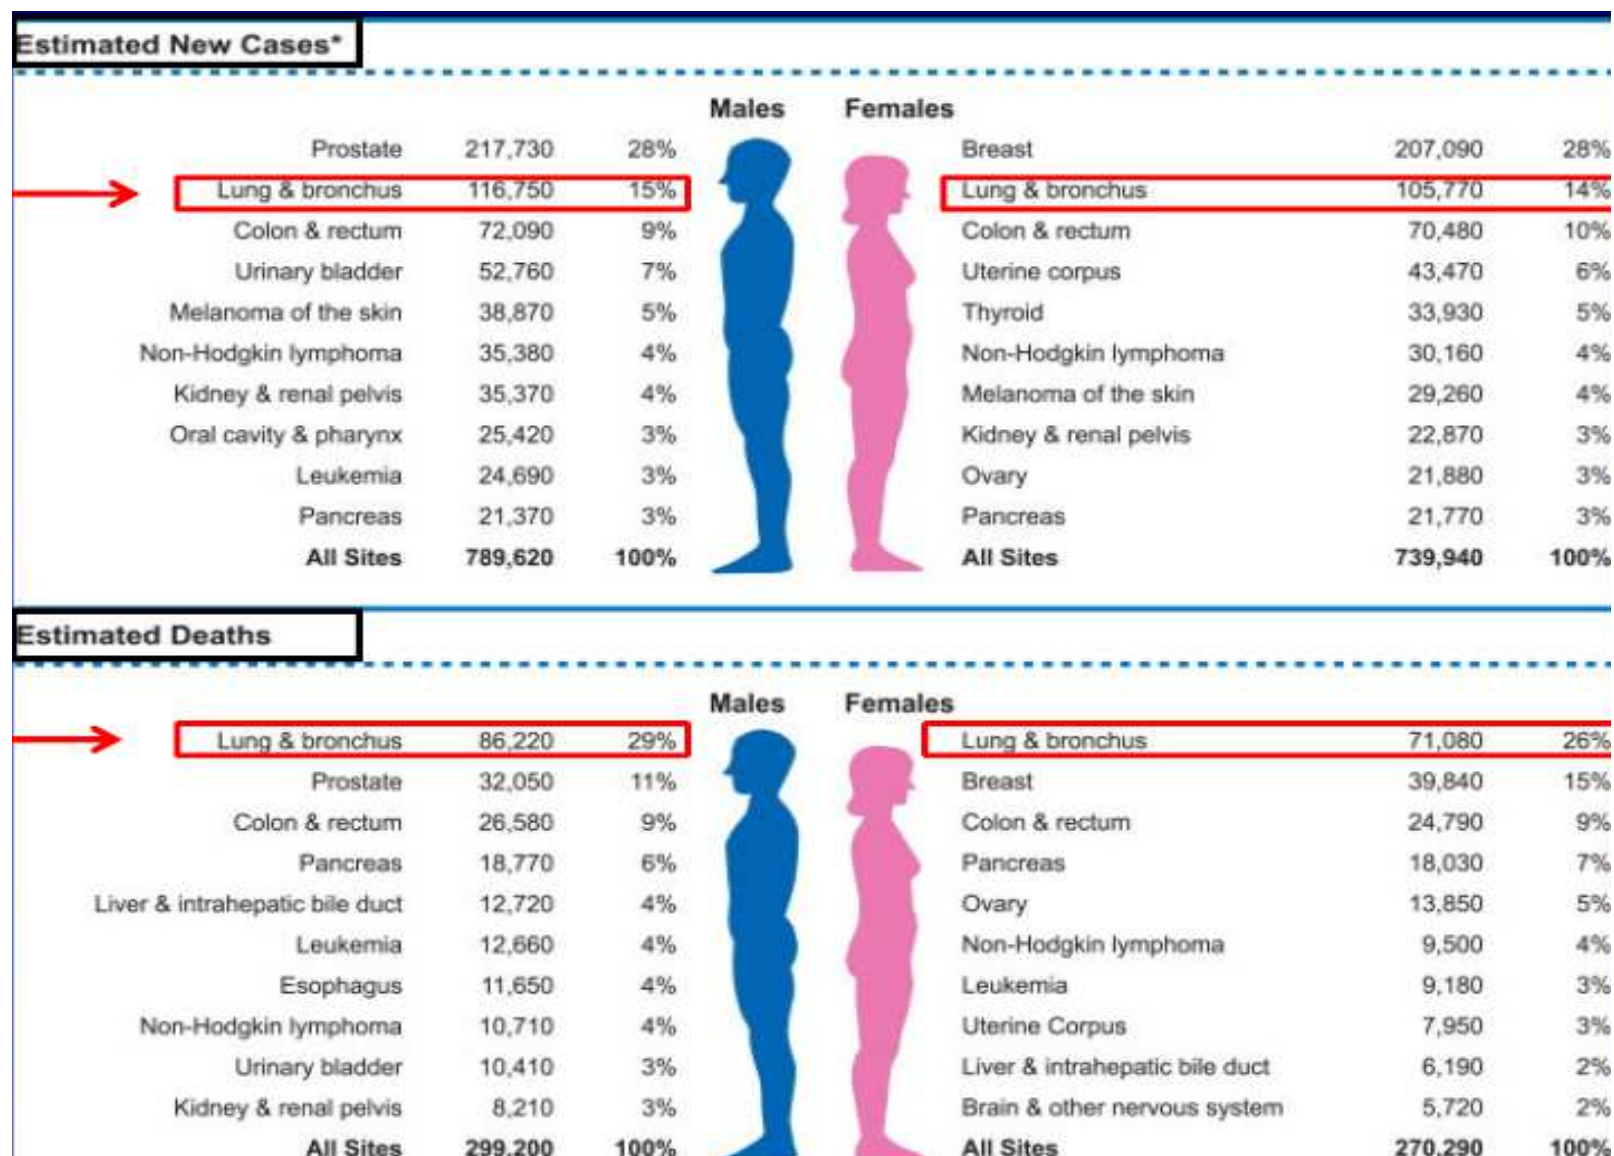 Estimated New Cases*
Males Females
Prostate 217,730 28% Breast 207,090 28%
Lung & bronchus 116,750 15% Lung & bronchus 105,770 14%
Colon & rectum 72,090 9% Colon & rectum 70,480 10%
Urinary bladder 52,760 7% Uterine corpus 43,470 6%
Melanoma of the skin 38,870 5% Thyroid 33,930 5%
Non-Hodgkin lymphoma 35,380 4% Non-Hodgkin lymphoma 30,160 4%
Kidney & renal pelvis 35,370 4% Melanoma of the skin 29,260 4%
Oral cavity & pharynx 25,420 3% Kidney & renal pelvis 22,870 3%
Leukemia 24,690 3% Ovary 21,880 3%
Pancreas 21,370 3% Pancreas 21,770 3%
All Sites 789,620 100% All Sites 739,940 100%
Estimated Deaths
Males Females
Lung & bronchus 86,220 29% Lung & bronchus 71,080 26%
Prostate 32,050 11% Breast 39,840 15%
Colon & rectum 26,580 9% Colon & rectum 24,790 9%
Pancreas 18,770 6% Pancreas 18,030 7%
Liver & intrahepatic bile duct 12,720 4% Ovary 13,850 5%
Leukemia 12,660 4% Non-Hodgkin lymphoma 9,500 4%
Esophagus 11,650 4% Leukemia 9,180 3%
Non-Hodgkin lymphoma 10,710 4% Uterine Corpus 7,950 3%
Urinary bladder 10,410 3% Liver & intrahepatic bile duct 6,190 2%
Kidney & renal pelvis 8,210 3% Brain & other nervous system 5,720 2%
All Sites 299,200 100% All Sites 270,290 100%